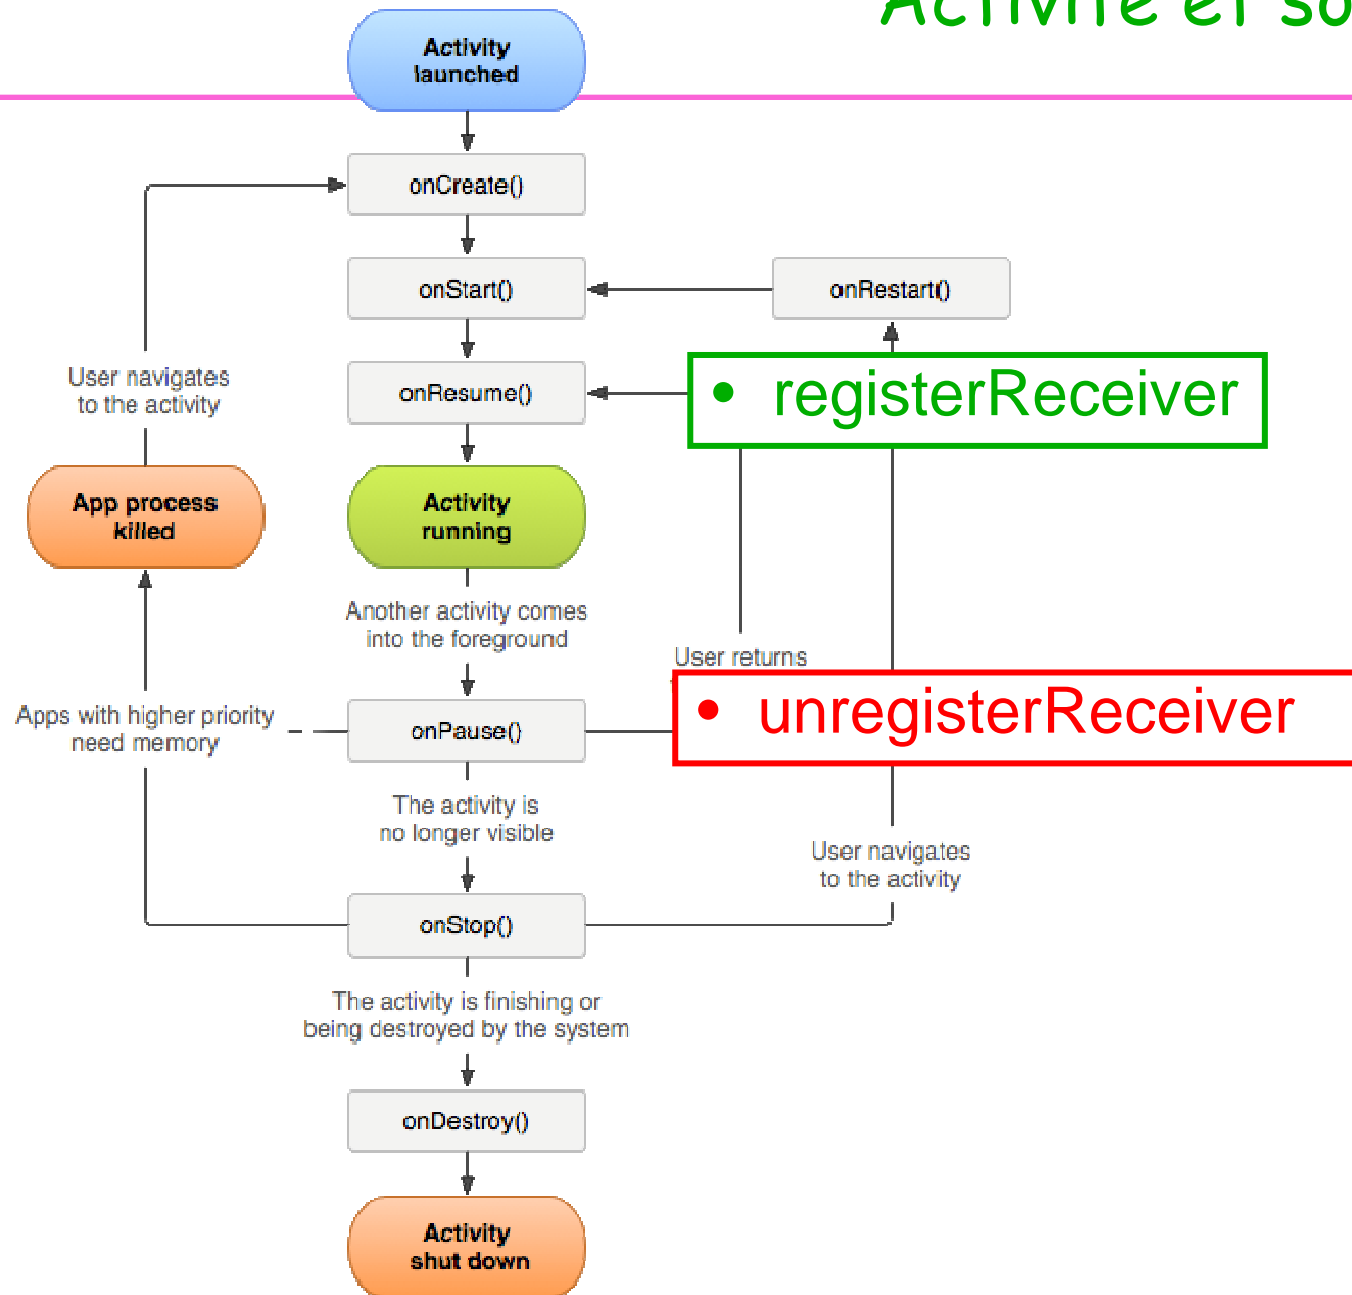 Activité et so
Activity
launched
onCreate()
onStart()
onRestart()
User navigates
to the activity
onResume()
• registerReceiver
App process
killed
Activity
running
Another activity comes
into the foreground
User returns
Apps with higher priority
need memory
onPause()
• unregisterReceiver
The activity is
no longer visible
User navigates
to the activity
onStop()
The activity is finishing or
being destroyed by the system
onDestroy()
Activity
shut down